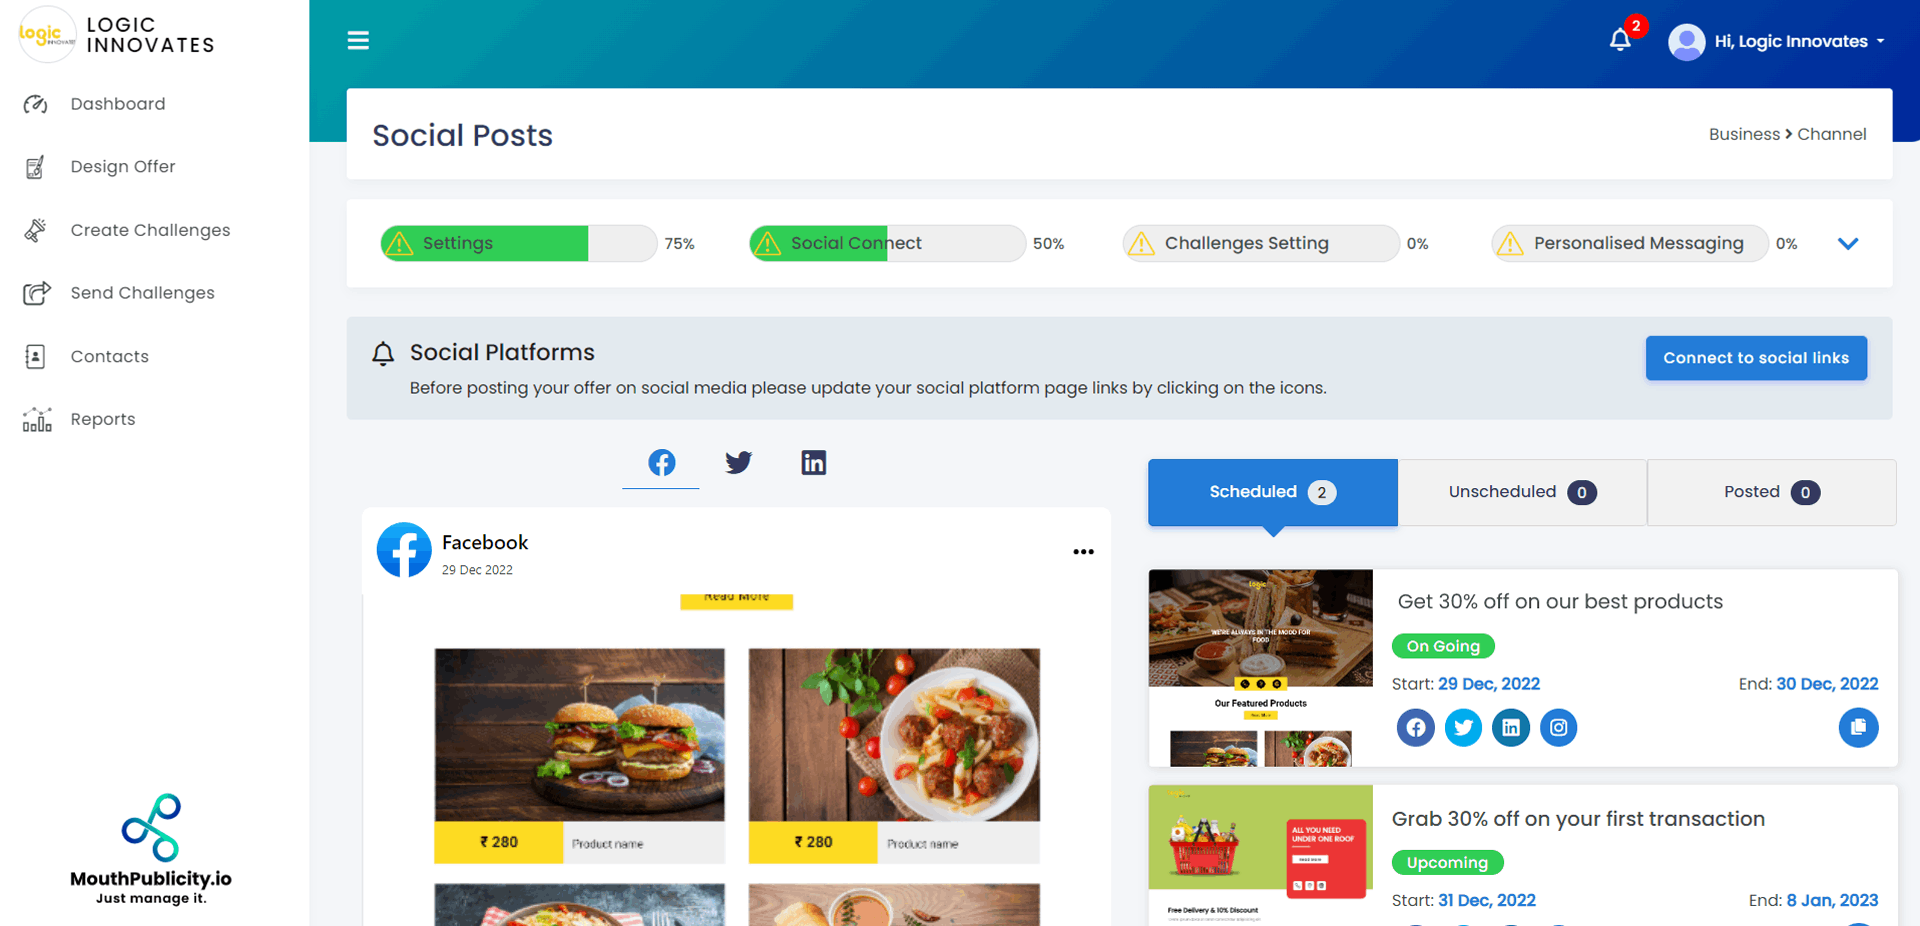 logic
INNOVATES
LOGIC
INNOVATES
Dashboard
Design Offer
Create Challenges
Send Challenges
Contacts
Reports
MouthPublicity.io
Just manage it.
2
Hi, Logic Innovates
Social Posts
Business > Channel
Settings
75%
Social Connect
50%
Challenges Setting
0%
Personalised Messaging
0%
Social Platforms
Before posting your offer on social media please update your social platform page links by clicking on the icons.
Connect to social links
Facebook
29 Dec 2022
Read More
₹ 280
Product name
₹ 280
Product name
Scheduled 2
Unscheduled 0
Posted 0
logic
WE'RE ALWAYS IN THE MOOD FOR
FOOD
Our Featured Products
Get 30% off on our best products
On Going
Start: 29 Dec, 2022
End: 30 Dec, 2022
ALL YOU NEED
UNDER ONE ROOF
Free Delivery & 10% Discount
Grab 30% off on your first transaction
Upcoming
Start: 31 Dec, 2022
End: 8 Jan, 2023